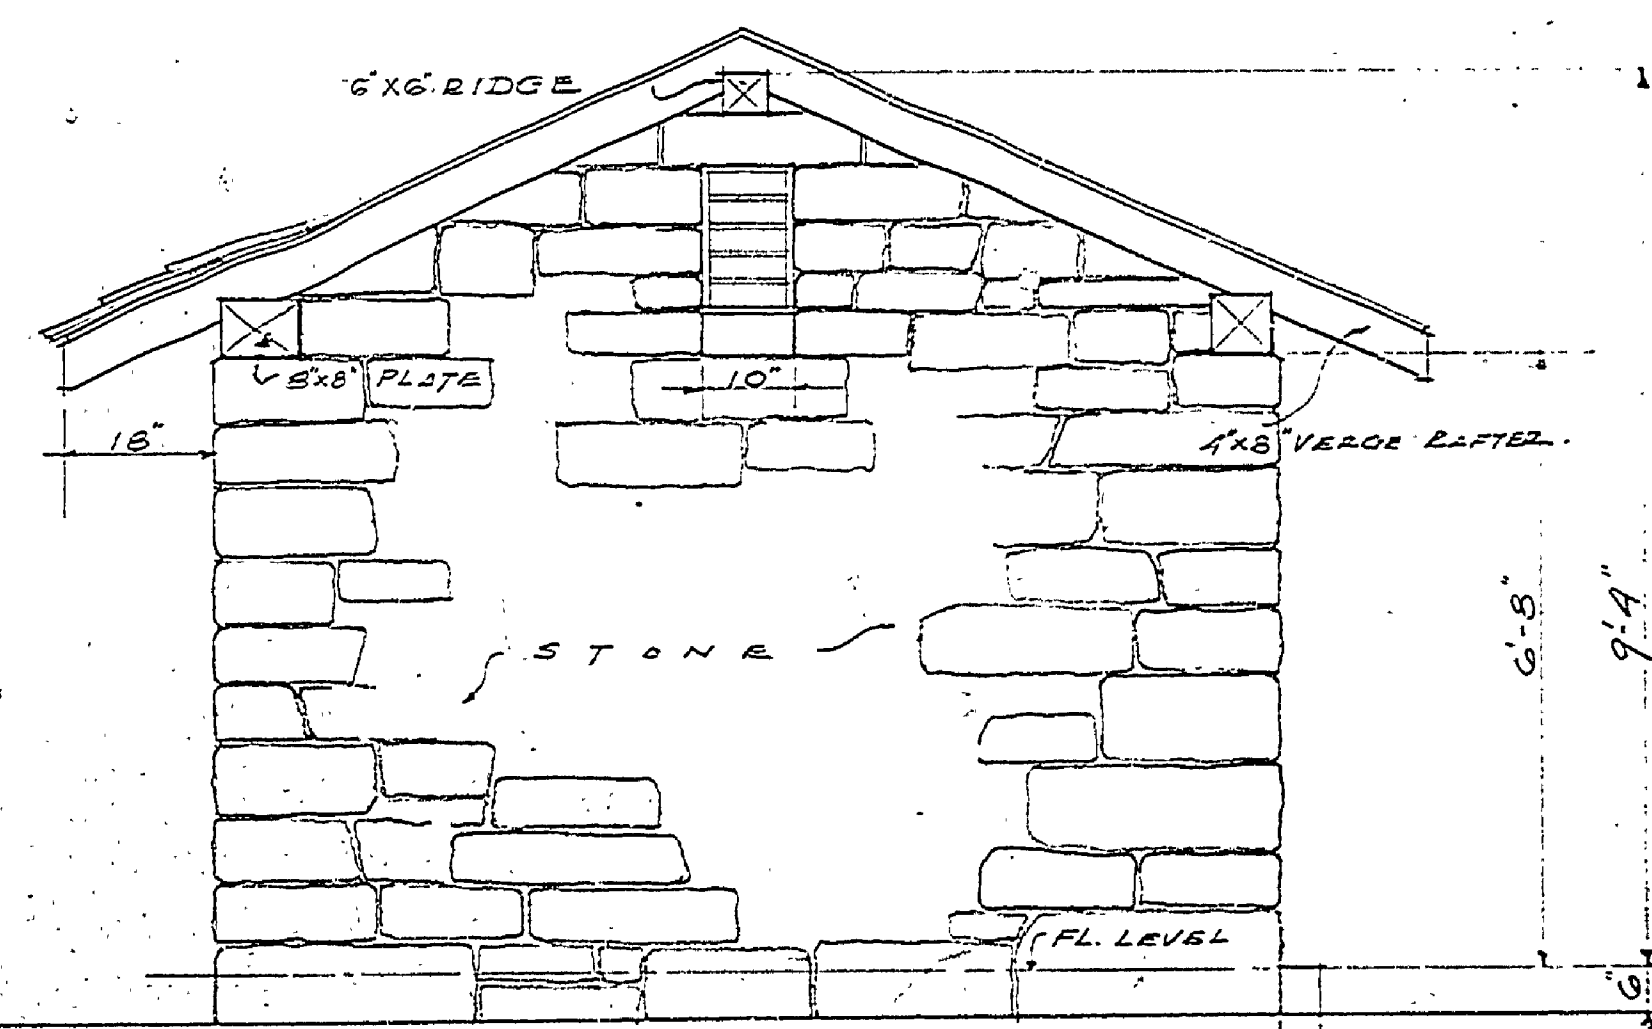 6"X6" RIDGE
1
8"x8" PLATE
10"
18"
4"x8" VERGE RAFTER.
6'-8"
9'-4"
STONE
FL. LEVEL
6"